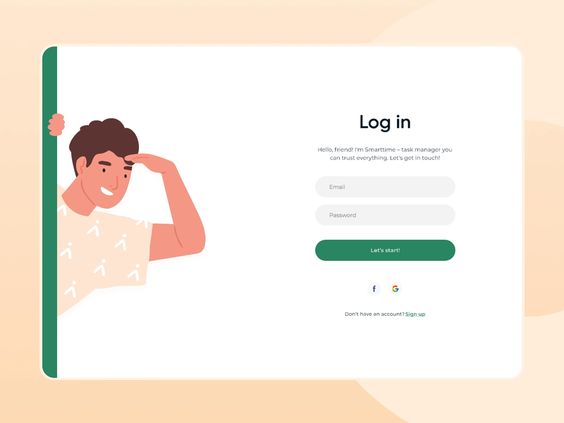 Log in
Hello, friend! I'm Smarttime – task manager you
can trust everything. Let's get in touch!
Email
Password
Let's start!
Don't have an account? Sign up